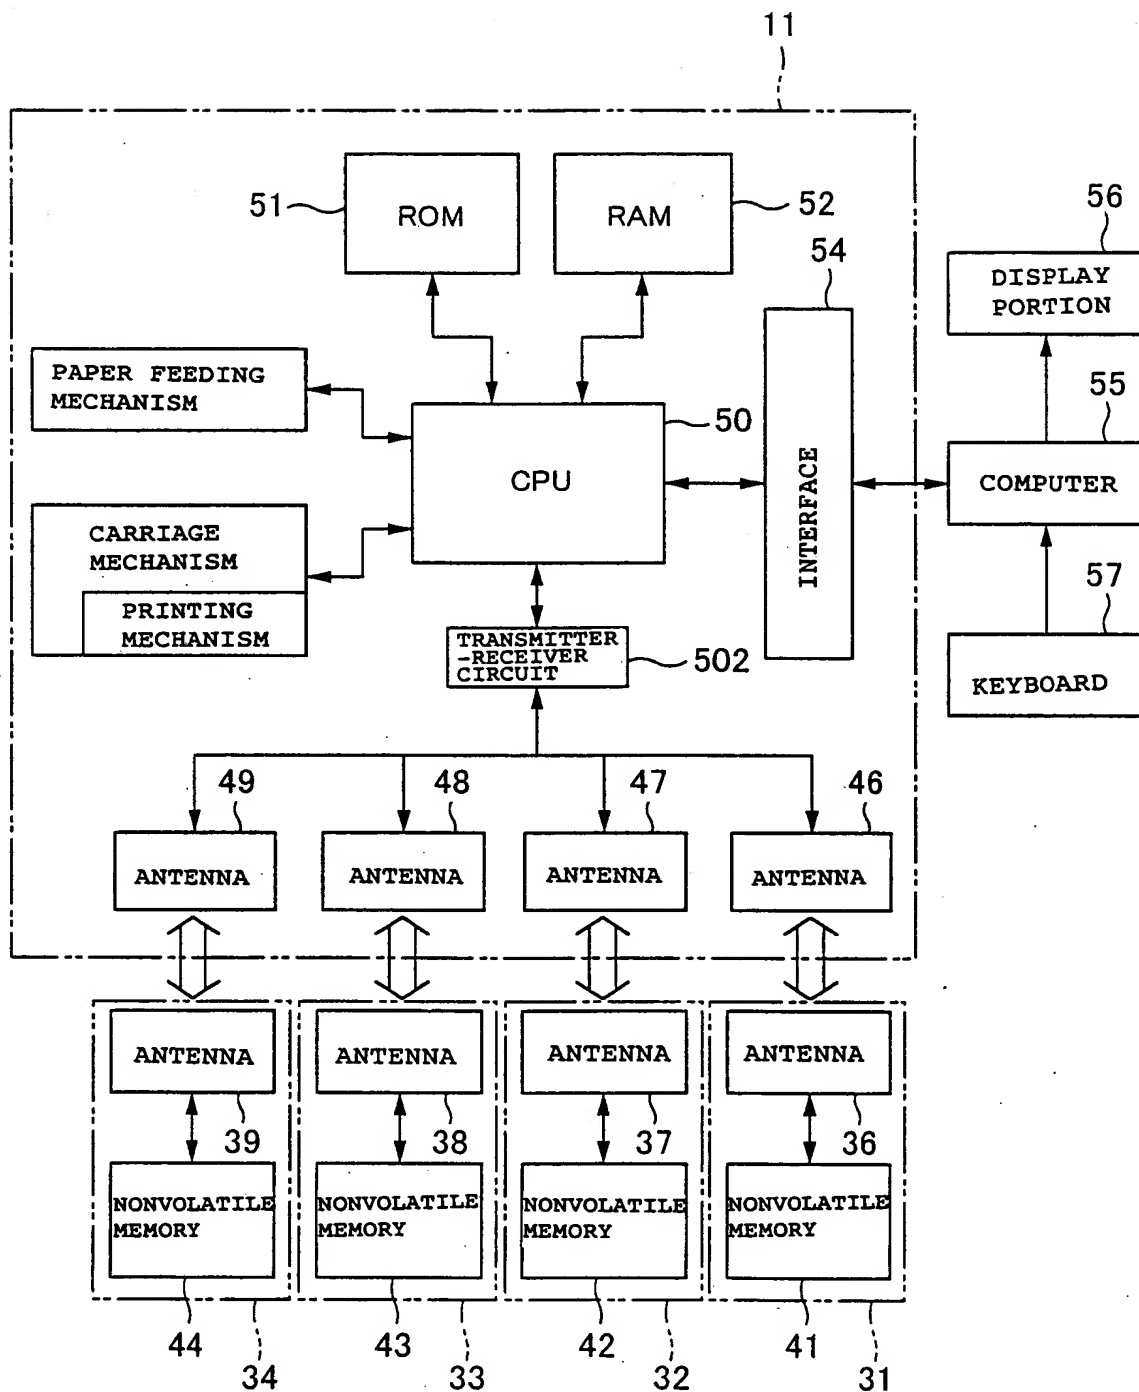 11
51
ROM
RAM
52
54
56
DISPLAY
PORTION
PAPER FEEDING
MECHANISM
50
CPU
INTERFACE
55
COMPUTER
CARRIAGE
MECHANISM
PRINTING
MECHANISM
TRANSMITTER
-RECEIVER
CIRCUIT
502
57
KEYBOARD
49
48
47
46
ANTENNA
ANTENNA
ANTENNA
ANTENNA
ANTENNA
ANTENNA
ANTENNA
ANTENNA
39
38
37
36
NONVOLATILE
MEMORY
NONVOLATILE
MEMORY
NONVOLATILE
MEMORY
NONVOLATILE
MEMORY
44
34
43
33
42
32
41
31